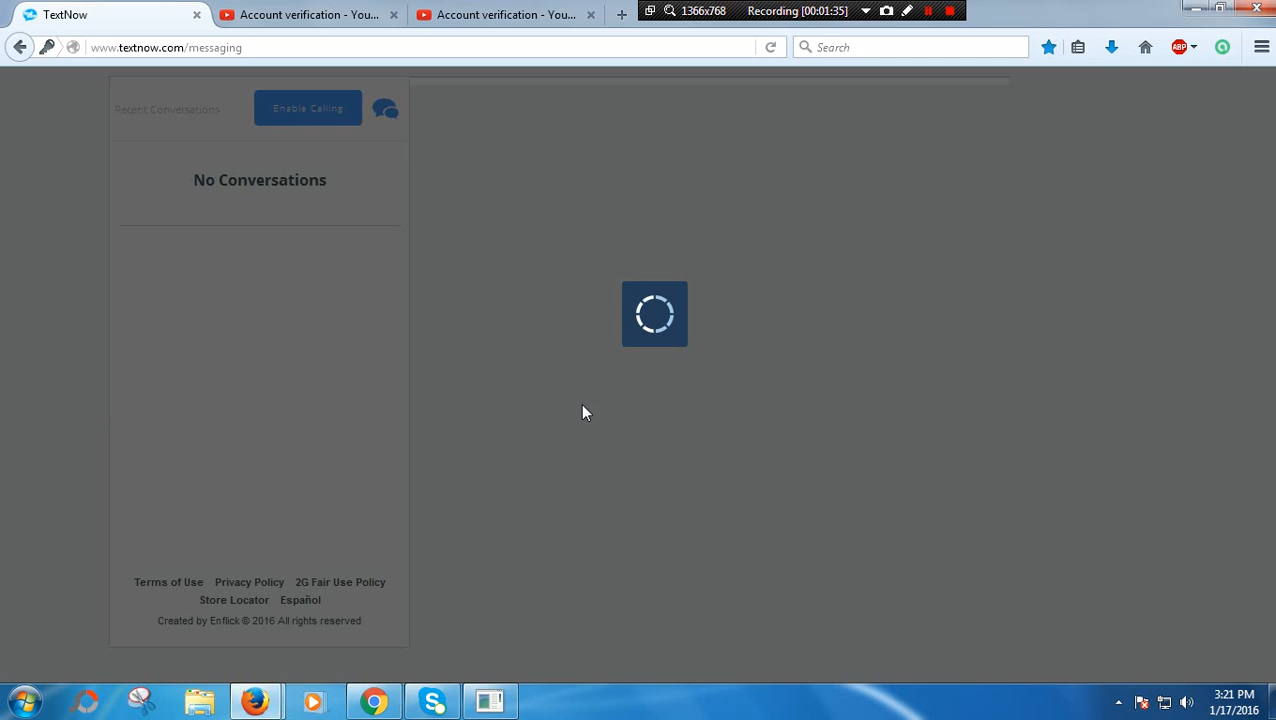 TextNow
Account verification - You...
Account verification - You...
1366x768
Recording [00:01:35]
www.textnow.com/messaging
Search
ABP
Recent Conversations
Enable Calling
No Conversations
Terms of Use Privacy Policy 2G Fair Use Policy
Store Locator Español
Created by Enflick © 2016 All rights reserved
3:21 PM
1/17/2016